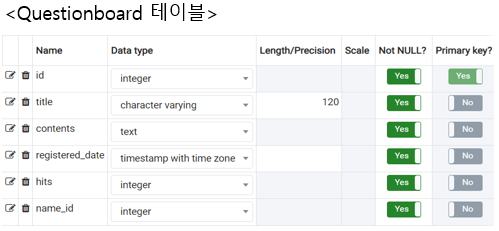 <Questionboard 테이블>
Name Data type Length/Precision Scale Not NULL? Primary key?
id integer Yes Yes
title character varying 120 Yes No
contents text Yes No
registered_date timestamp with time zone Yes No
hits integer Yes No
name_id integer Yes No